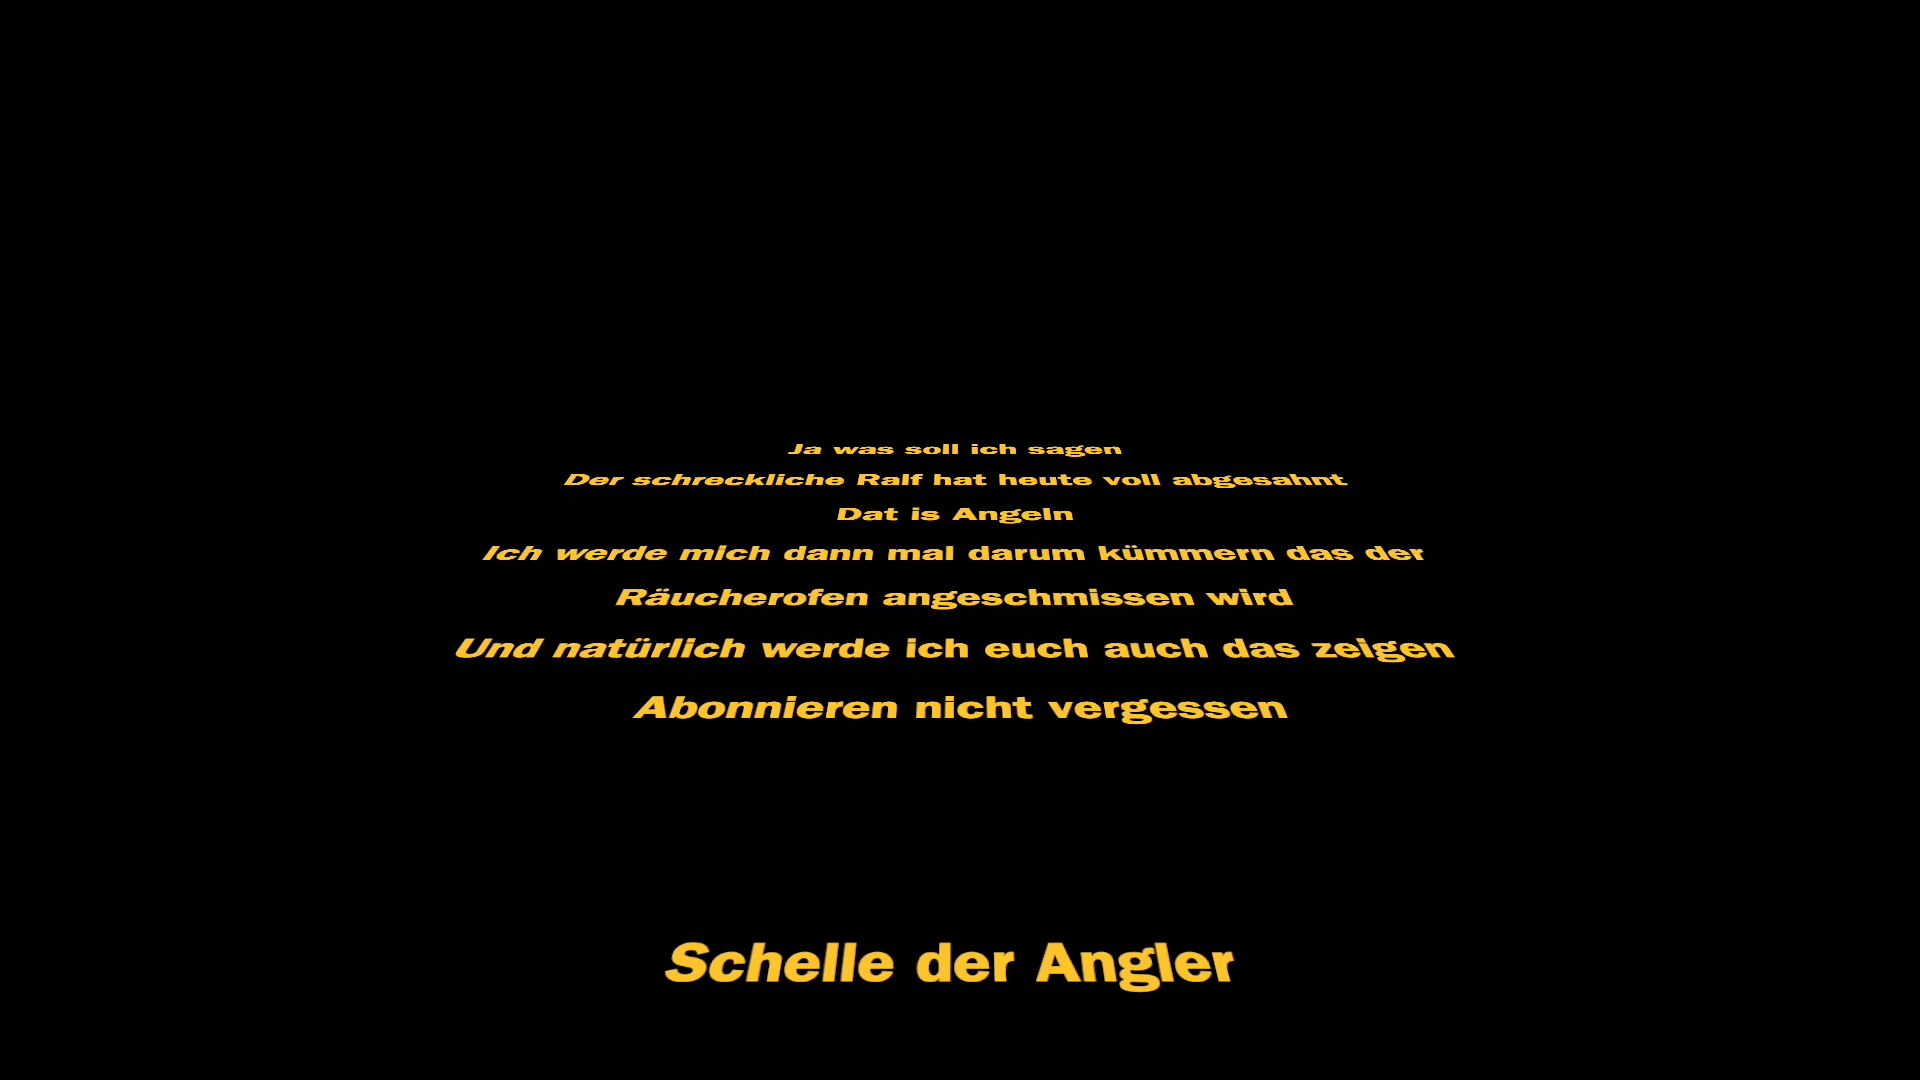 Ja was soll ich sagen
Der schreckliche Ralf hat heute voll abgesahnt
Dat is Angeln
Ich werde mich dann mal darum kümmern das der
Räucherofen angeschmissen wird
Und natürlich werde ich euch auch das zeigen
Abonnieren nicht vergessen
Schelle der Angler